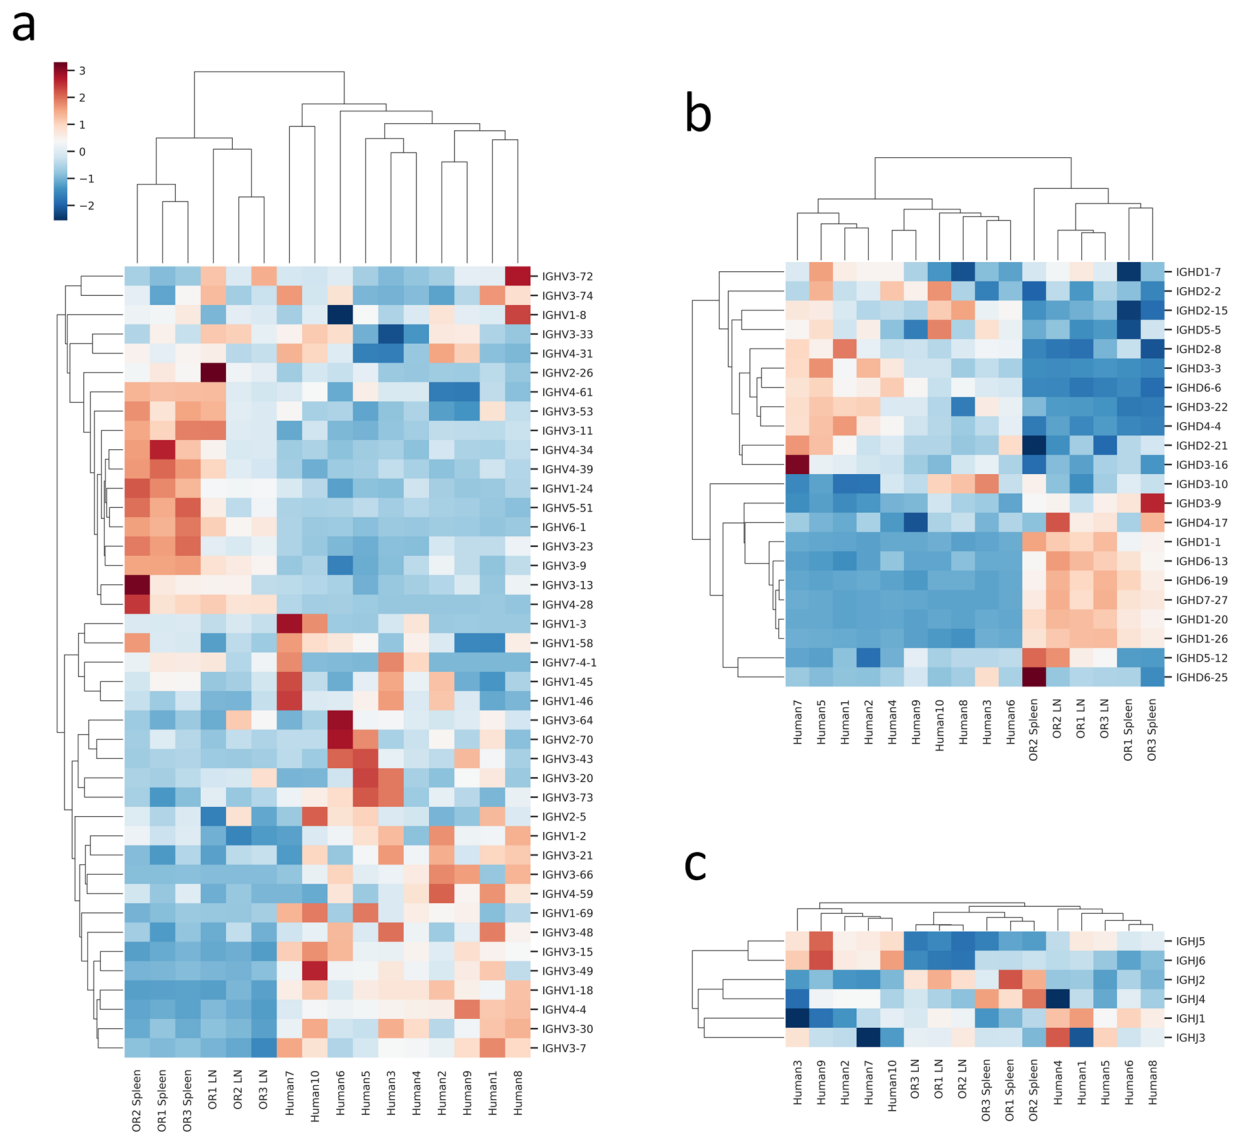 a
3
2
1
0
−1
−2
IGHV3-72
IGHV3-74
IGHV1-8
IGHV3-33
IGHV4-31
IGHV2-26
IGHV4-61
IGHV3-53
IGHV3-11
IGHV4-34
IGHV4-39
IGHV1-24
IGHV5-51
IGHV6-1
IGHV3-23
IGHV3-9
IGHV3-13
IGHV4-28
IGHV1-3
IGHV1-58
IGHV7-4-1
IGHV1-45
IGHV1-46
IGHV3-64
IGHV2-70
IGHV3-43
IGHV3-20
IGHV3-73
IGHV2-5
IGHV1-2
IGHV3-21
IGHV3-66
IGHV4-59
IGHV1-69
IGHV3-48
IGHV3-15
IGHV3-49
IGHV1-18
IGHV4-4
IGHV3-30
IGHV3-7
OR2 Spleen
OR1 Spleen
OR3 Spleen
OR1 LN
OR2 LN
OR3 LN
Human7
Human10
Human6
Human5
Human3
Human4
Human2
Human9
Human1
Human8
b
IGHD1-7
IGHD2-2
IGHD2-15
IGHD5-5
IGHD2-8
IGHD3-3
IGHD6-6
IGHD3-22
IGHD4-4
IGHD2-21
IGHD3-16
IGHD3-10
IGHD3-9
IGHD4-17
IGHD1-1
IGHD6-13
IGHD6-19
IGHD7-27
IGHD1-20
IGHD1-26
IGHD5-12
IGHD6-25
Human7
Human5
Human1
Human2
Human4
Human9
Human10
Human8
Human3
Human6
OR2 Spleen
OR2 LN
OR1 LN
OR3 LN
OR1 Spleen
OR3 Spleen
c
IGHJ5
IGHJ6
IGHJ2
IGHJ4
IGHJ1
IGHJ3
Human3
Human9
Human2
Human7
Human10
OR3 LN
OR1 LN
OR2 LN
OR3 Spleen
OR1 Spleen
OR2 Spleen
Human4
Human1
Human5
Human6
Human8